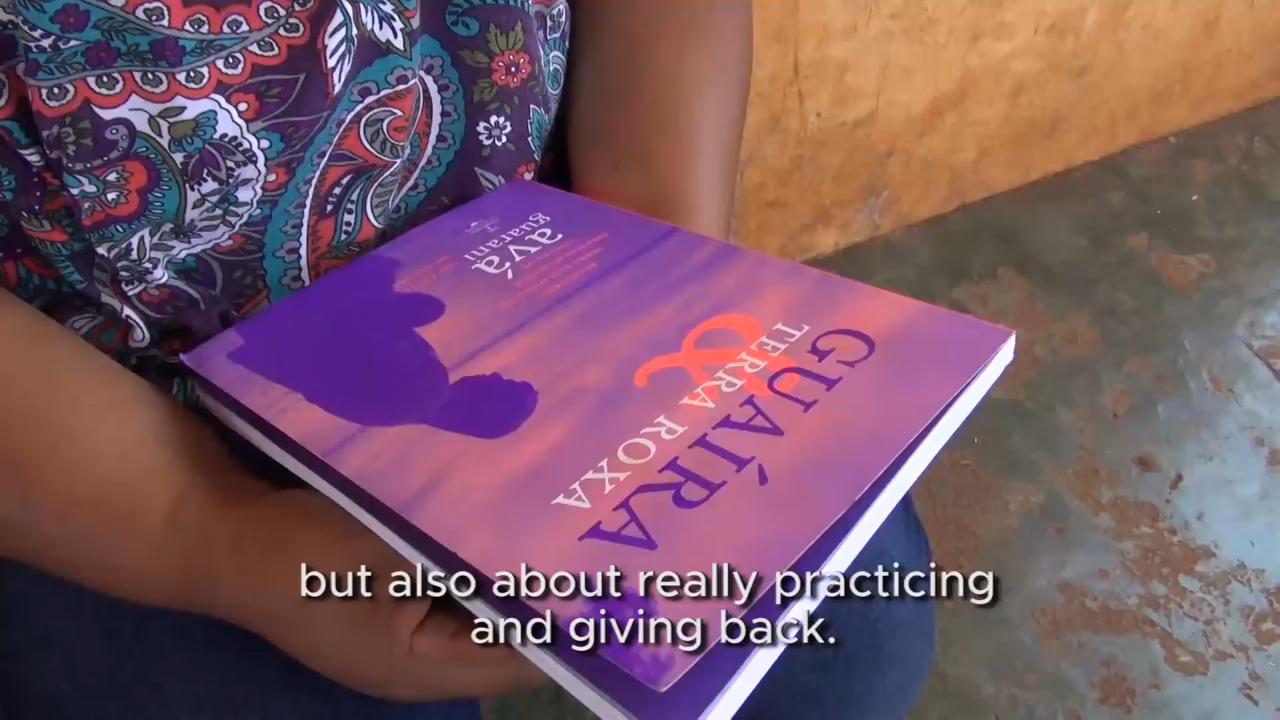 GUAÍRA
&
TERRA ROXA
avá
guarani
but also about really practicing
and giving back.